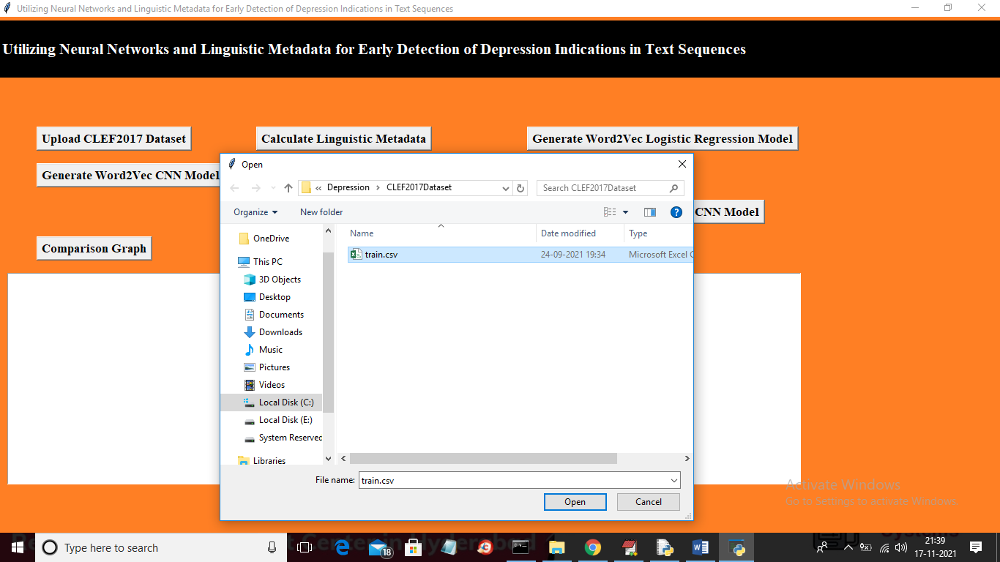 Utilizing Neural Networks and Linguistic Metadata for Early Detection of Depression Indications in Text Sequences
Utilizing Neural Networks and Linguistic Metadata for Early Detection of Depression Indications in Text Sequences
Upload CLEF2017 Dataset
Calculate Linguistic Metadata
Generate Word2Vec Logistic Regression Model
Generate Word2Vec CNN Model
CNN Model
Comparison Graph
Open
« Depression > CLEF2017Dataset
Search CLEF2017Dataset
Organize
New folder
Name
Date modified
Type
train.csv
24-09-2021 19:34
Microsoft Excel C
OneDrive
This PC
3D Objects
Desktop
Documents
Downloads
Music
Pictures
Videos
Local Disk (C:)
Local Disk (E:)
System Reserved
Libraries
File name:
train.csv
Open
Cancel
Activate Windows
Go to Settings to activate Windows.
Type here to search
18
Center in Hyderabad
Systems
21:39
17-11-2021